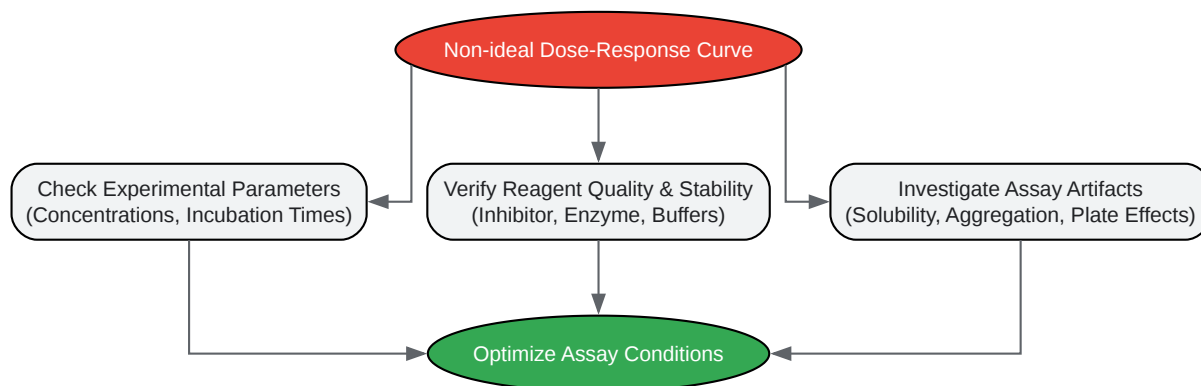 Non-ideal Dose-Response Curve
Check Experimental Parameters
(Concentrations, Incubation Times)
Verify Reagent Quality & Stability
(Inhibitor, Enzyme, Buffers)
Investigate Assay Artifacts
(Solubility, Aggregation, Plate Effects)
Optimize Assay Conditions